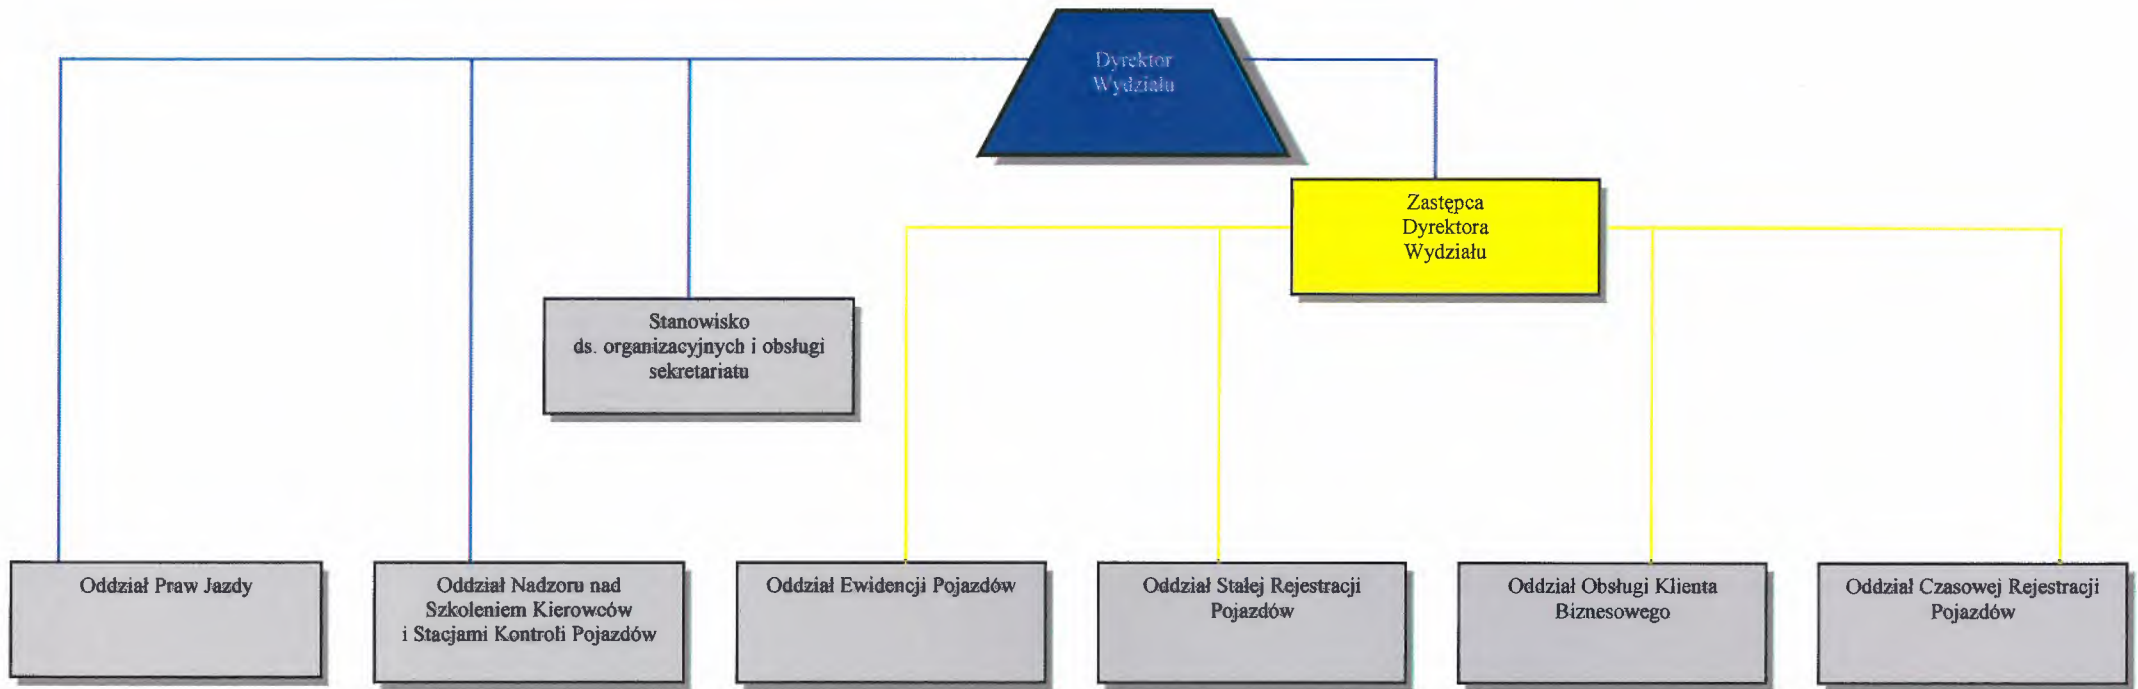 Dyrektor
Wydziału
Zastępca
Dyrektora
Wydziału
Stanowisko
ds. organizacyjnych i obsługi
sekretariatu
Oddział Praw Jazdy
Oddział Nadzoru nad
Szkoleniem Kierowców
i Stacjami Kontroli Pojazdów
Oddział Ewidencji Pojazdów
Oddział Stałej Rejestracji
Pojazdów
Oddział Obsługi Klienta
Biznesowego
Oddział Czasowej Rejestracji
Pojazdów